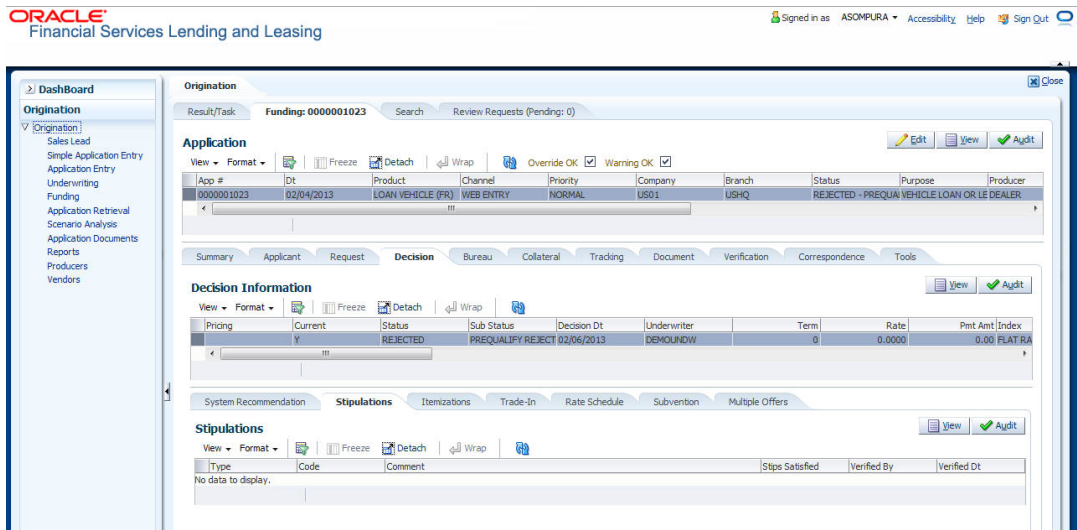 ORACLE
Signed in as ASOMPURA Accessibility Help Sign Out
Financial Services Lending and Leasing
Close
DashBoard
Origination
Origination
Sales Lead
Simple Application Entry
Application Entry
Underwriting
Funding
Application Retrieval
Scenario Analysis
Application Documents
Reports
Producers
Vendors
Origination
Result/Task Funding: 0000001023 Search Review Requests (Pending: 0)
Application Edit View Audit
View Format Freeze Detach Wrap Override OK Warning OK
App # Dt Product Channel Priority Company Branch Status Purpose Producer
0000001023 02/04/2013 LOAN VEHICLE (FR) WEB ENTRY NORMAL US01 USHQ REJECTED - PREQUA VEHICLE LOAN OR LE DEALER
Summary Applicant Request Decision Bureau Collateral Tracking Document Verification Correspondence Tools
Decision Information View Audit
View Format Freeze Detach Wrap
Pricing Current Status Sub Status Decision Dt Underwriter Term Rate Pmt Amt Index
Y REJECTED PREQUALIFY REJECT 02/06/2013 DEMOUNDW 0 0.0000 0.00 FLAT RA
System Recommendation Stipulations Itemizations Trade-In Rate Schedule Subvention Multiple Offers
Stipulations View Audit
View Format Freeze Detach Wrap
Type Code Comment Stips Satisfied Verified By Verified Dt
No data to display.